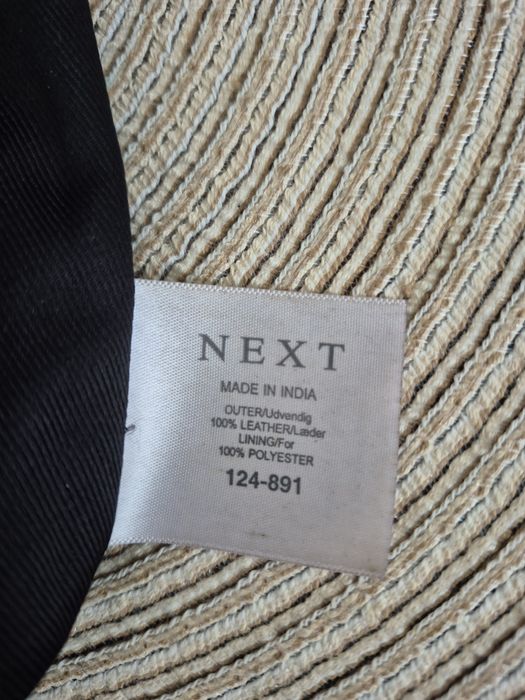 NEXT
MADE IN INDIA
OUTER/Udvendig
100% LEATHER/Læder
LINING/For
100% POLYESTER
124-891